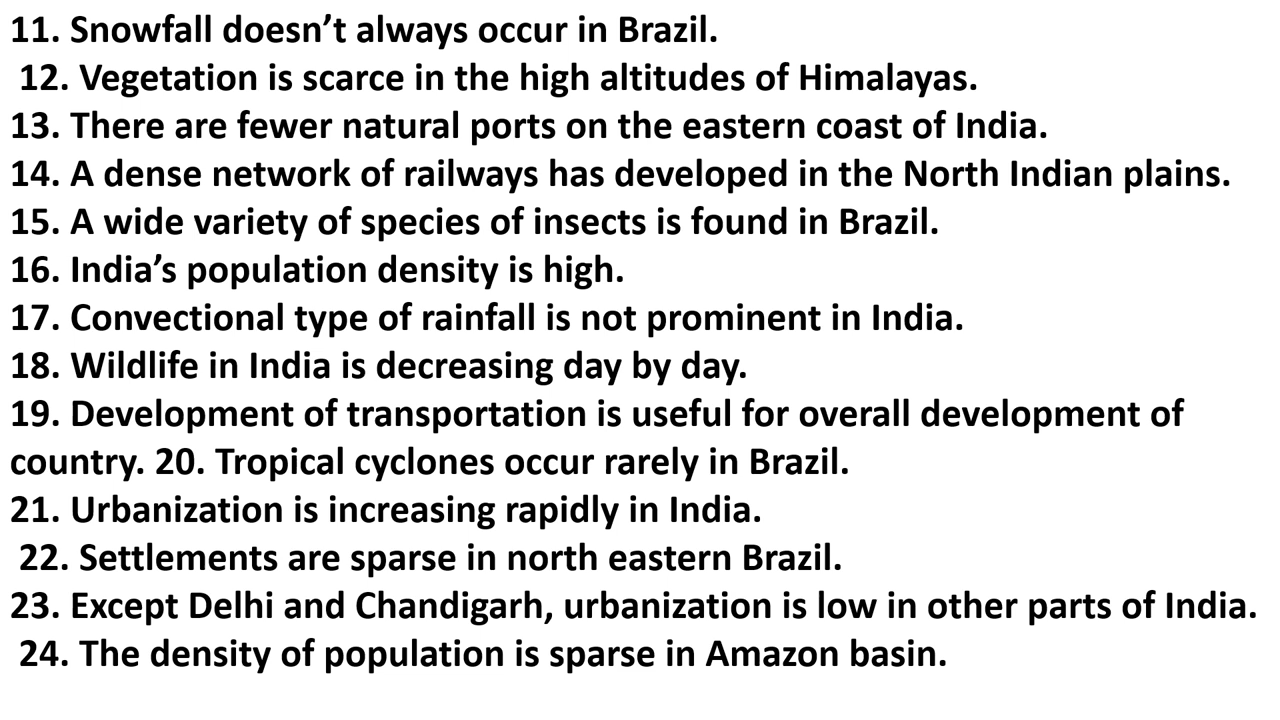 11. Snowfall doesn’t always occur in Brazil.
12. Vegetation is scarce in the high altitudes of Himalayas.
13. There are fewer natural ports on the eastern coast of India.
14. A dense network of railways has developed in the North Indian plains.
15. A wide variety of species of insects is found in Brazil.
16. India’s population density is high.
17. Convectional type of rainfall is not prominent in India.
18. Wildlife in India is decreasing day by day.
19. Development of transportation is useful for overall development of
country. 20. Tropical cyclones occur rarely in Brazil.
21. Urbanization is increasing rapidly in India.
22. Settlements are sparse in north eastern Brazil.
23. Except Delhi and Chandigarh, urbanization is low in other parts of India.
24. The density of population is sparse in Amazon basin.